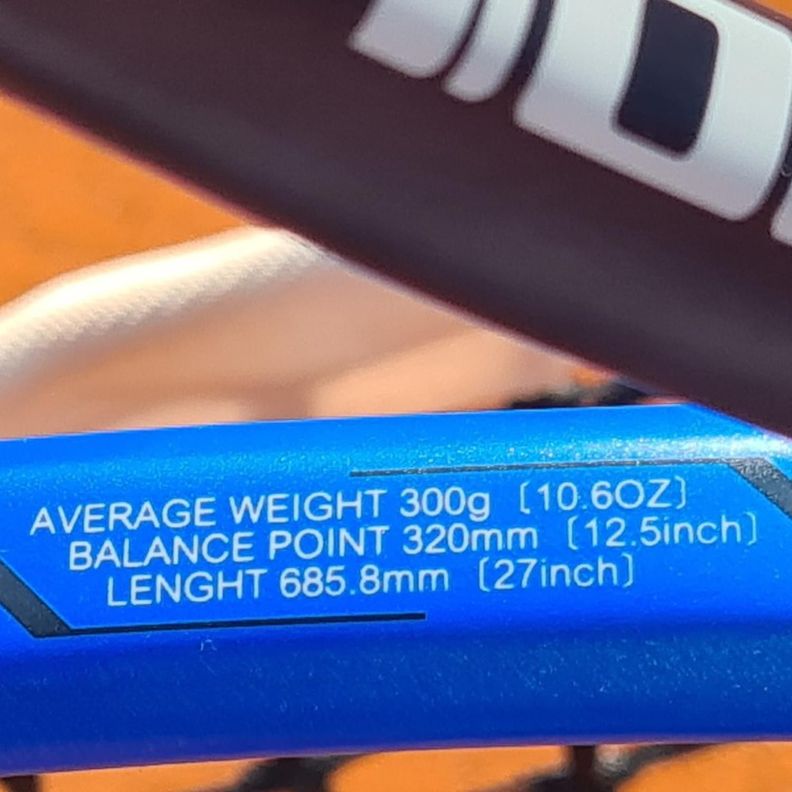 AVERAGE WEIGHT 300g [10.6OZ]
BALANCE POINT 320mm [12.5inch]
LENGHT 685.8mm [27inch]